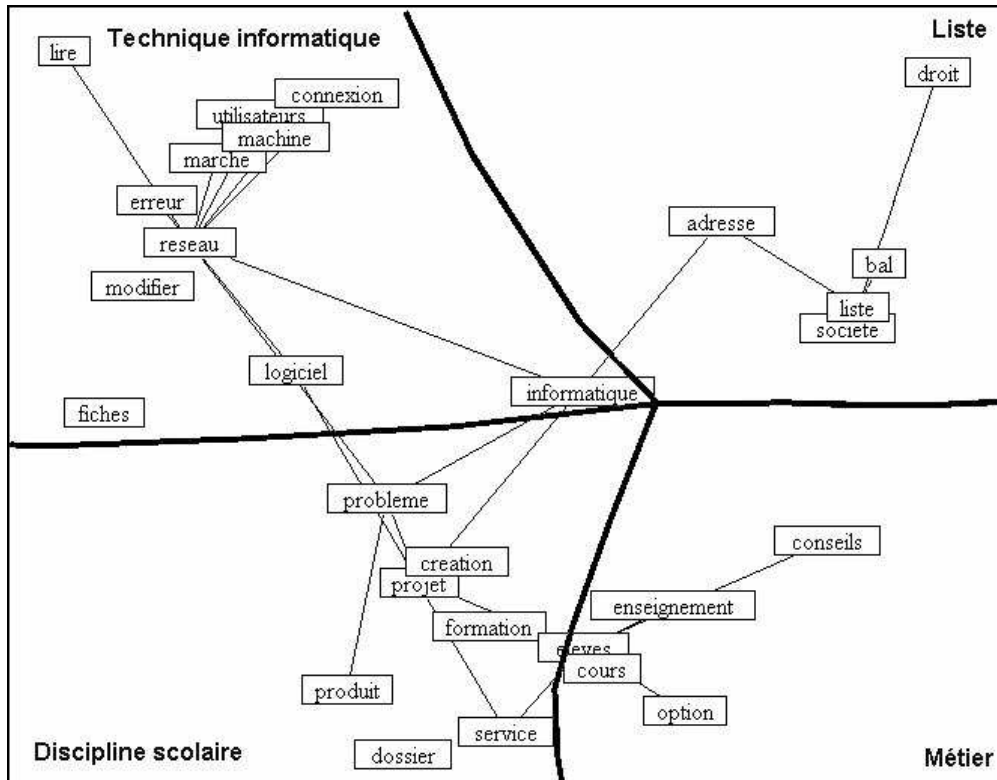 Technique informatique
Liste
lire
droit
connexion
utilisateurs
machine
marche
erreur
adresse
reseau
bal
modifier
liste
societe
logiciel
informatique
fiches
probleme
conseils
creation
projet
enseignement
formation
eleves
cours
produit
option
service
Discipline scolaire
dossier
Métier